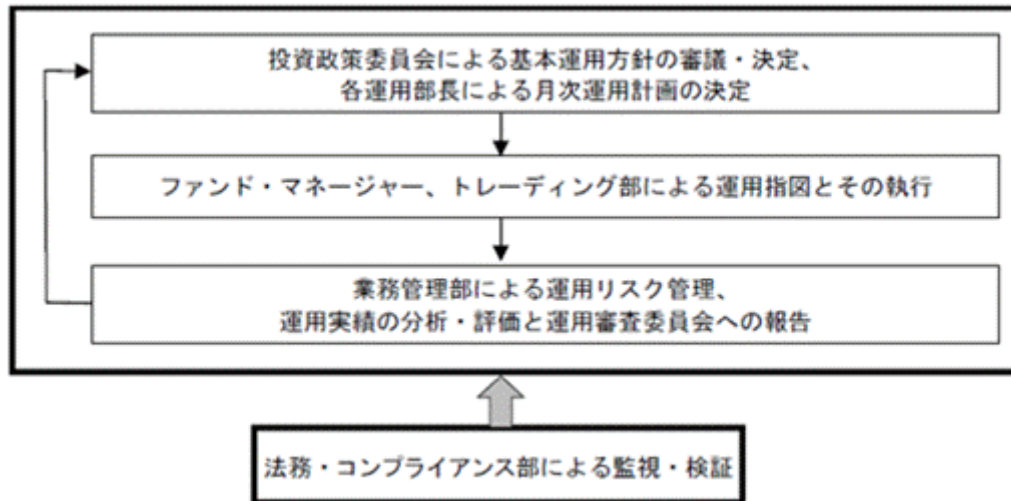 投資政策委員会による基本運用方針の審議・決定、
各運用部長による月次運用計画の決定
ファンド・マネージャー、トレーディング部による運用指図とその執行
業務管理部による運用リスク管理、
運用実績の分析・評価と運用審査委員会への報告
法務・コンプライアンス部による監視・検証